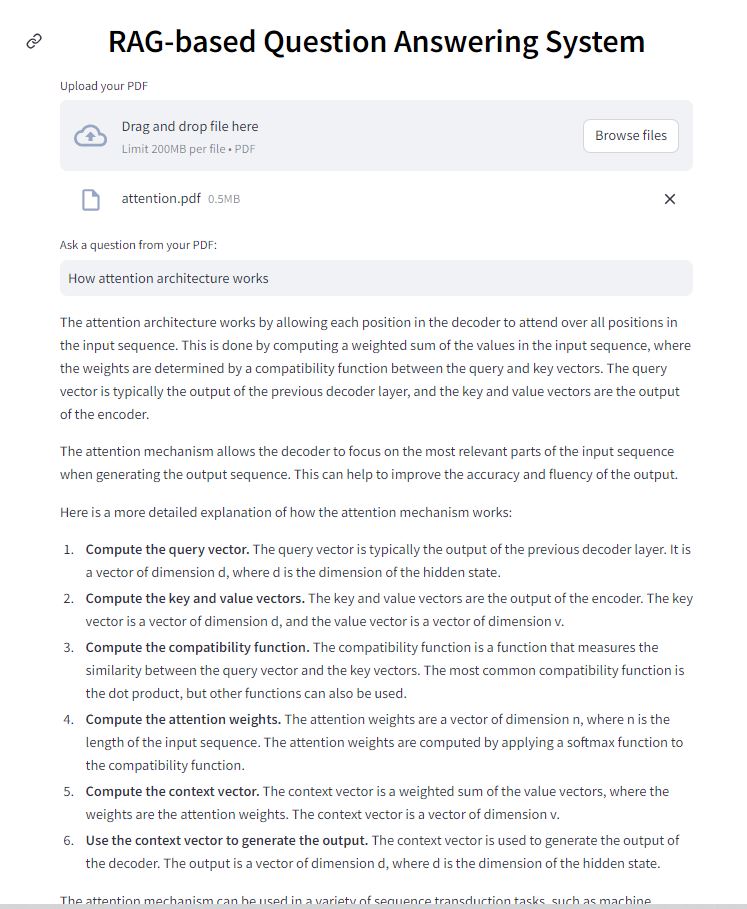 RAG-based Question Answering System
Upload your PDF
Drag and drop file here
Limit 200MB per file • PDF
Browse files
attention.pdf 0.5MB
Ask a question from your PDF:
How attention architecture works
The attention architecture works by allowing each position in the decoder to attend over all positions in
the input sequence. This is done by computing a weighted sum of the values in the input sequence, where
the weights are determined by a compatibility function between the query and key vectors. The query
vector is typically the output of the previous decoder layer, and the key and value vectors are the output
of the encoder.
The attention mechanism allows the decoder to focus on the most relevant parts of the input sequence
when generating the output sequence. This can help to improve the accuracy and fluency of the output.
Here is a more detailed explanation of how the attention mechanism works:
1. Compute the query vector. The query vector is typically the output of the previous decoder layer. It is
a vector of dimension d, where d is the dimension of the hidden state.
2. Compute the key and value vectors. The key and value vectors are the output of the encoder. The key
vector is a vector of dimension d, and the value vector is a vector of dimension v.
3. Compute the compatibility function. The compatibility function is a function that measures the
similarity between the query vector and the key vectors. The most common compatibility function is
the dot product, but other functions can also be used.
4. Compute the attention weights. The attention weights are a vector of dimension n, where n is the
length of the input sequence. The attention weights are computed by applying a softmax function to
the compatibility function.
5. Compute the context vector. The context vector is a weighted sum of the value vectors, where the
weights are the attention weights. The context vector is a vector of dimension v.
6. Use the context vector to generate the output. The context vector is used to generate the output of
the decoder. The output is a vector of dimension d, where d is the dimension of the hidden state.
The attention mechanism can be used in a variety of sequence transduction tasks, such as machine